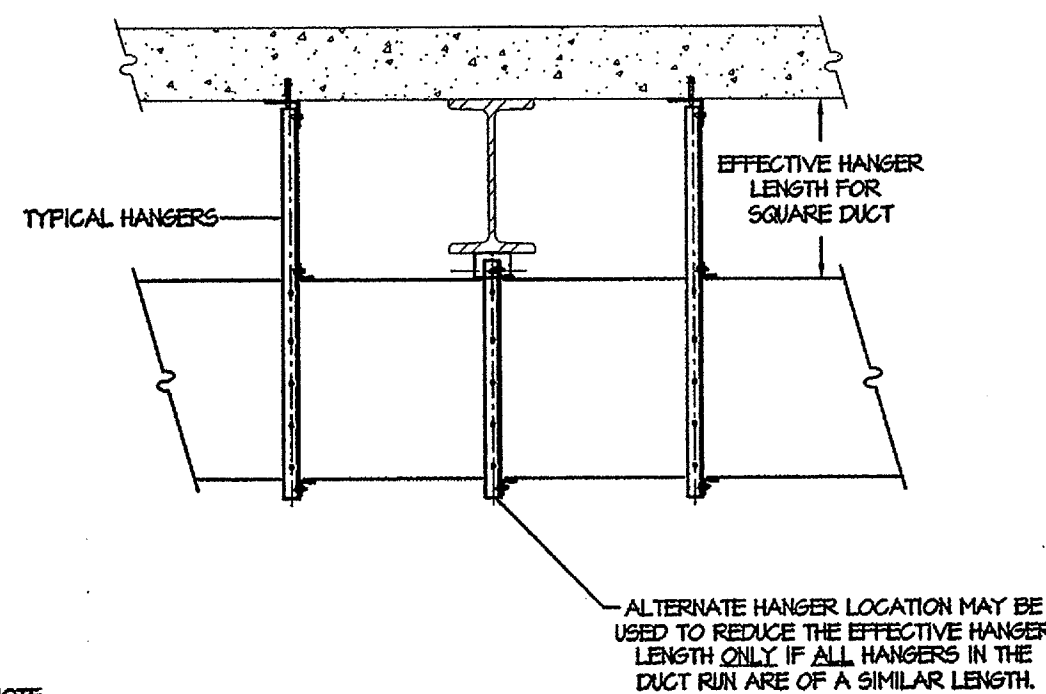 EFFECTIVE HANGER
LENGTH FOR
SQUARE DUCT
TYPICAL HANGERS
ALTERNATE HANGER LOCATION MAY BE
USED TO REDUCE THE EFFECTIVE HANGER
LENGTH ONLY IF ALL HANGERS IN THE
DUCT RUN ARE OF A SIMILAR LENGTH.